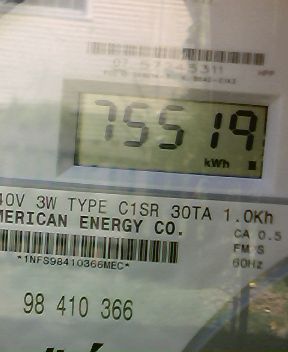 75519
kWh
40V 3W TYPE C1SR 30TA 1.0Kh
MERICAN ENERGY CO.
CA 0.5
60Hz
*1NFS98410366MEC*
98 410 366